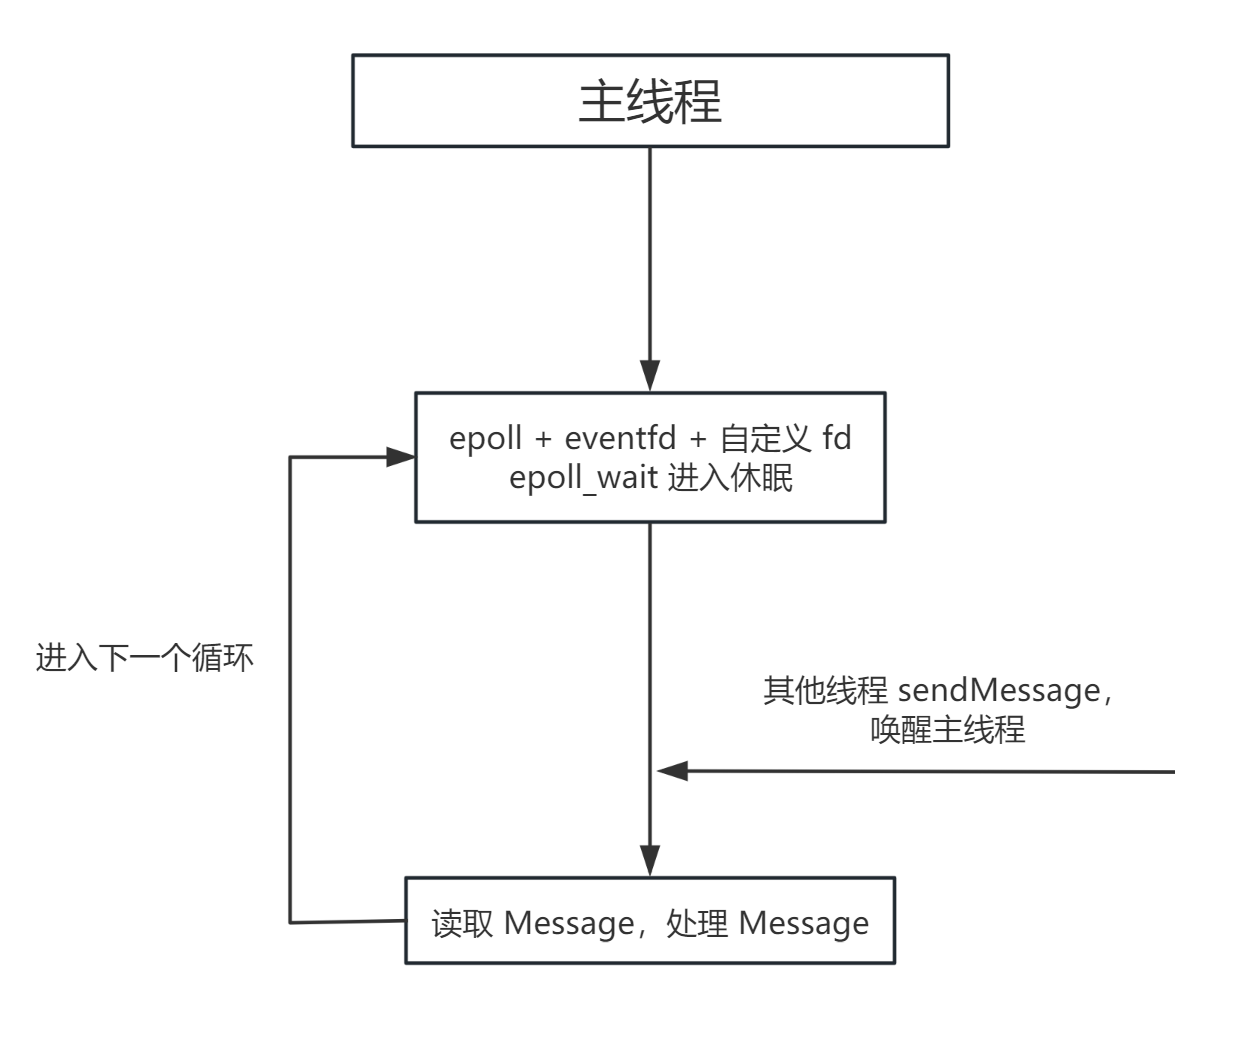 主线程
epoll + eventfd + 自定义 fd
epoll_wait 进入休眠
进入下一个循环
其他线程 sendMessage，
唤醒主线程
读取 Message，处理 Message